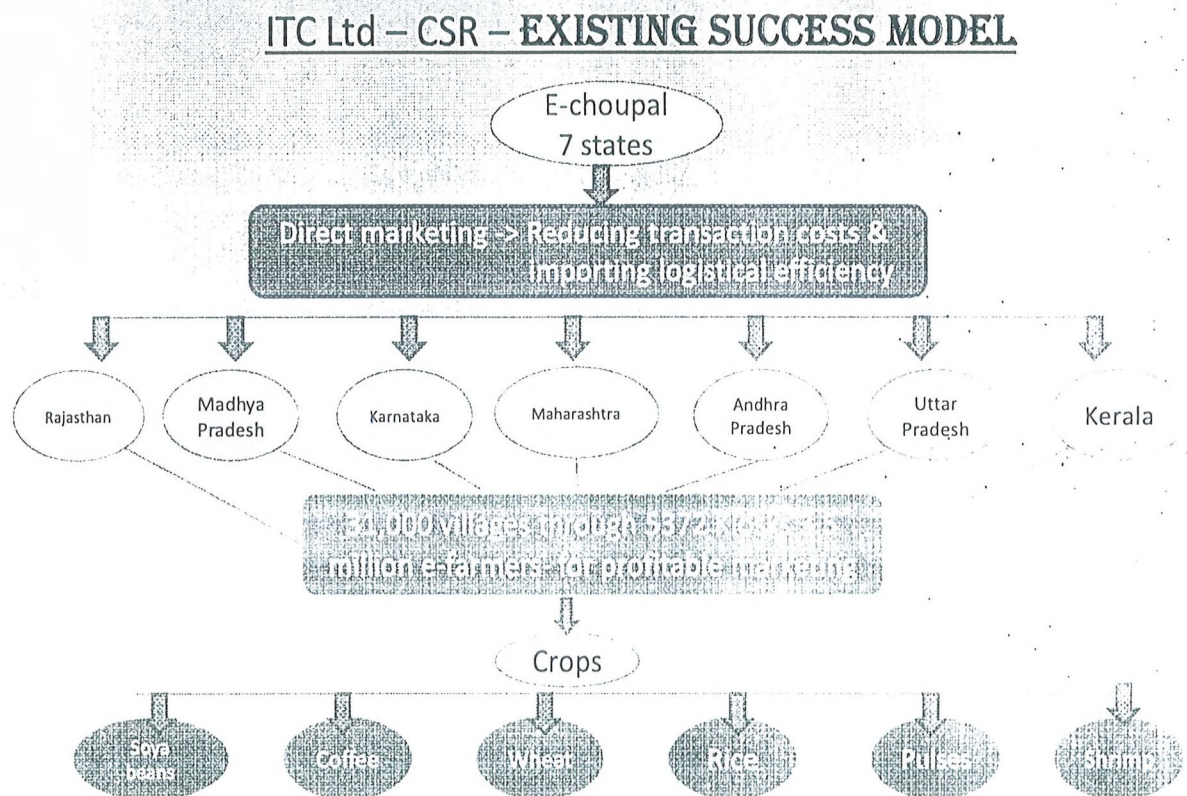 ITC Ltd – CSR – EXISTING SUCCESS MODEL
E-choupal
7 states
Direct marketing -> Reducing transaction costs &
importing logistical efficiency
Rajasthan
Madhya
Pradesh
Karnataka
Maharashtra
Andhra
Pradesh
Uttar
Pradesh
Kerala
31,000 villages through
million e-farmers for profitable marketing
Crops
Soya
beans
Coffee
Wheat
Rice
Pulses
Shrimp